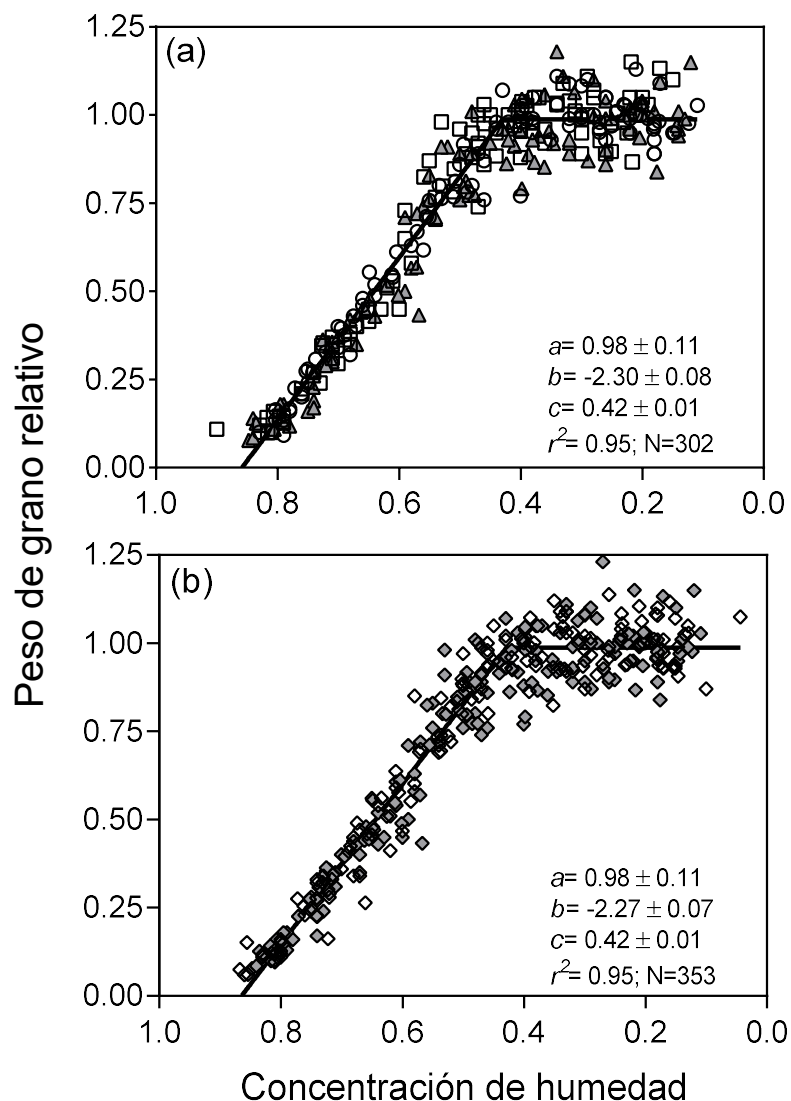 (a)
1.25
1.00
0.75
0.50
0.25
0.00
1.0 0.8 0.6 0.4 0.2 0.0
a= 0.98 ± 0.11
b= -2.30 ± 0.08
c= 0.42 ± 0.01
r²= 0.95; N=302
Peso de grano relativo
(b)
1.25
1.00
0.75
0.50
0.25
0.00
1.0 0.8 0.6 0.4 0.2 0.0
a= 0.98 ± 0.11
b= -2.27 ± 0.07
c= 0.42 ± 0.01
r²= 0.95; N=353
Concentración de humedad